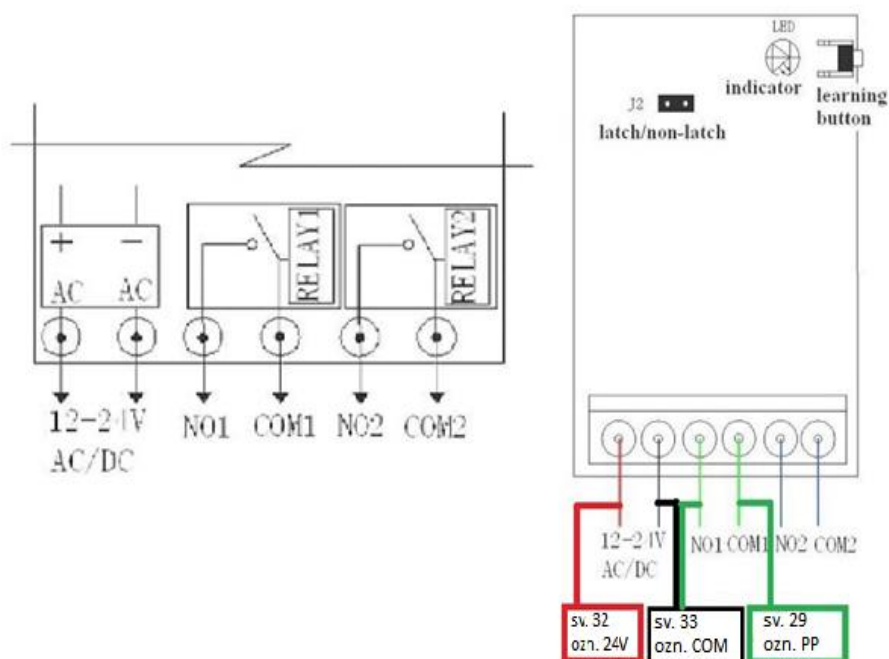 + −
AC AC
RELAY1
RELAY2
12-24V
AC/DC
NO1 COM1 NO2 COM2
LED
indicator
learning
button
J2
latch/non-latch
12-24V
AC/DC
NO1 COM1 NO2 COM2
sv. 32
ozn. 24V
sv. 33
ozn. COM
sv. 29
ozn. PP